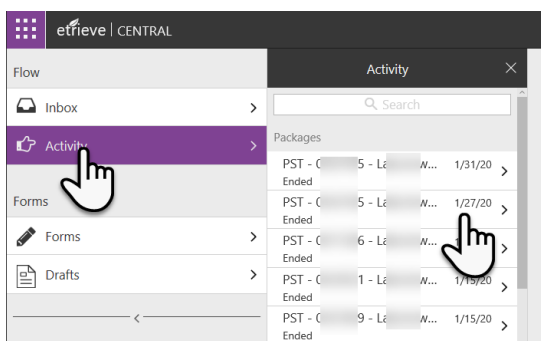 etrieve | CENTRAL
Flow
Inbox
Activity
Forms
Forms
Drafts
Activity
Search
Packages
PST - 5 - La w... 1/31/20
Ended
PST - 5 - La w... 1/27/20
Ended
PST - 6 - La w...
Ended
PST - 1 - La w... 1/15/20
Ended
PST - 9 - La w... 1/15/20
Ended